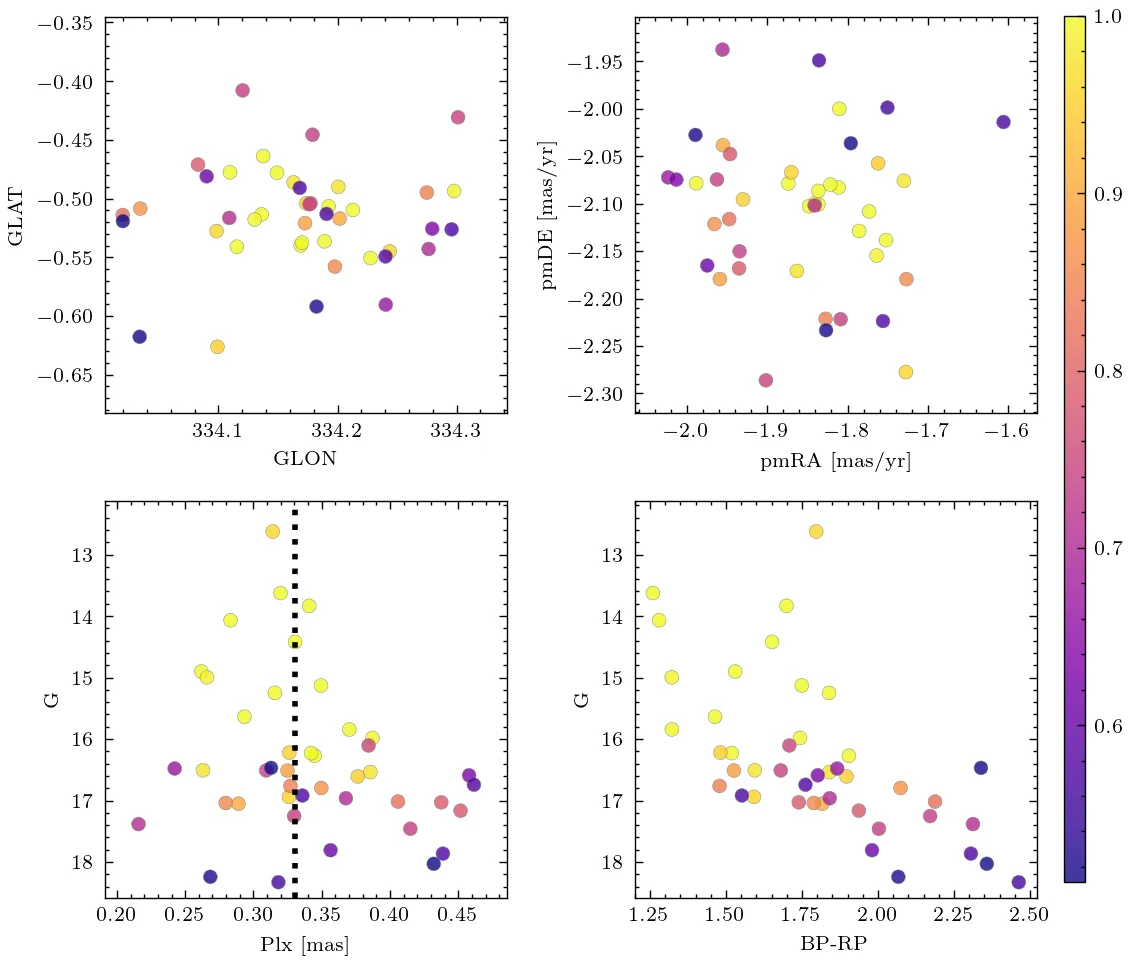 −0.35
−0.40
−0.45
−0.50
−0.55
−0.60
−0.65
GLAT
334.1 334.2 334.3
GLON
−1.95
−2.00
−2.05
−2.10
−2.15
−2.20
−2.25
−2.30
pmDE [mas/yr]
−2.0 −1.9 −1.8 −1.7 −1.6
pmRA [mas/yr]
1.0
0.9
0.8
0.7
0.6
13
14
15
16
17
18
G
0.20 0.25 0.30 0.35 0.40 0.45
Plx [mas]
13
14
15
16
17
18
G
1.25 1.50 1.75 2.00 2.25 2.50
BP-RP